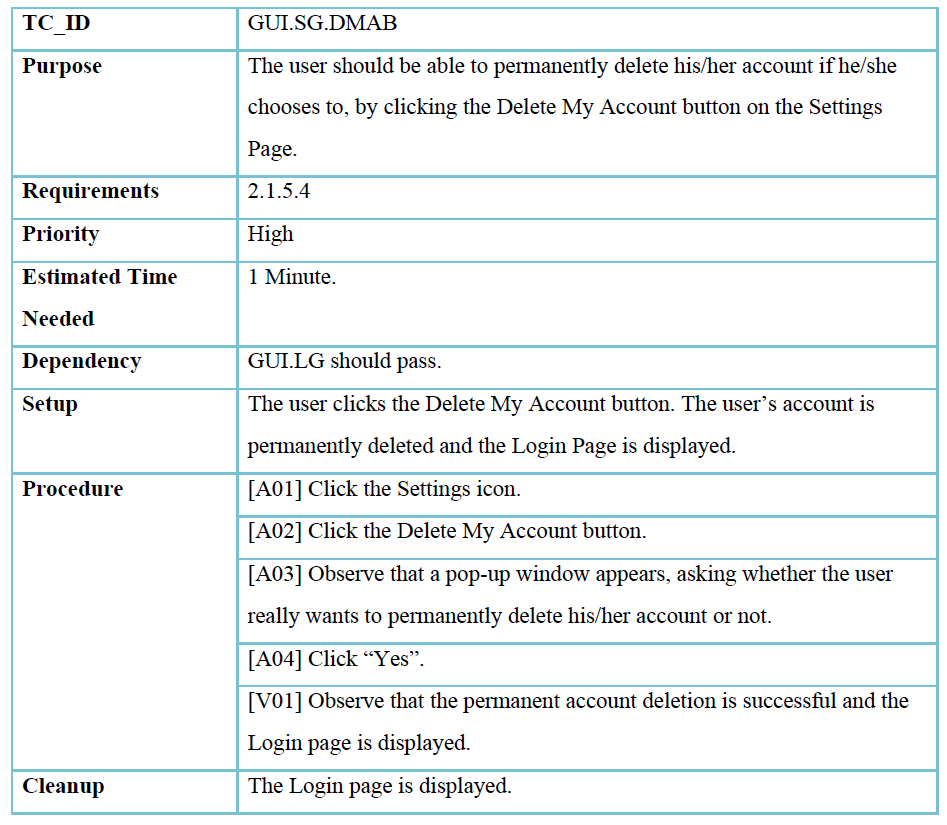 TC_ID
GUI.SG.DMAB
Purpose
The user should be able to permanently delete his/her account if he/she
chooses to, by clicking the Delete My Account button on the Settings
Page.
Requirements
2.1.5.4
Priority
High
Estimated Time
Needed
1 Minute.
Dependency
GUI.LG should pass.
Setup
The user clicks the Delete My Account button. The user’s account is
permanently deleted and the Login Page is displayed.
Procedure
[A01] Click the Settings icon.
[A02] Click the Delete My Account button.
[A03] Observe that a pop-up window appears, asking whether the user
really wants to permanently delete his/her account or not.
[A04] Click “Yes”.
[V01] Observe that the permanent account deletion is successful and the
Login page is displayed.
Cleanup
The Login page is displayed.